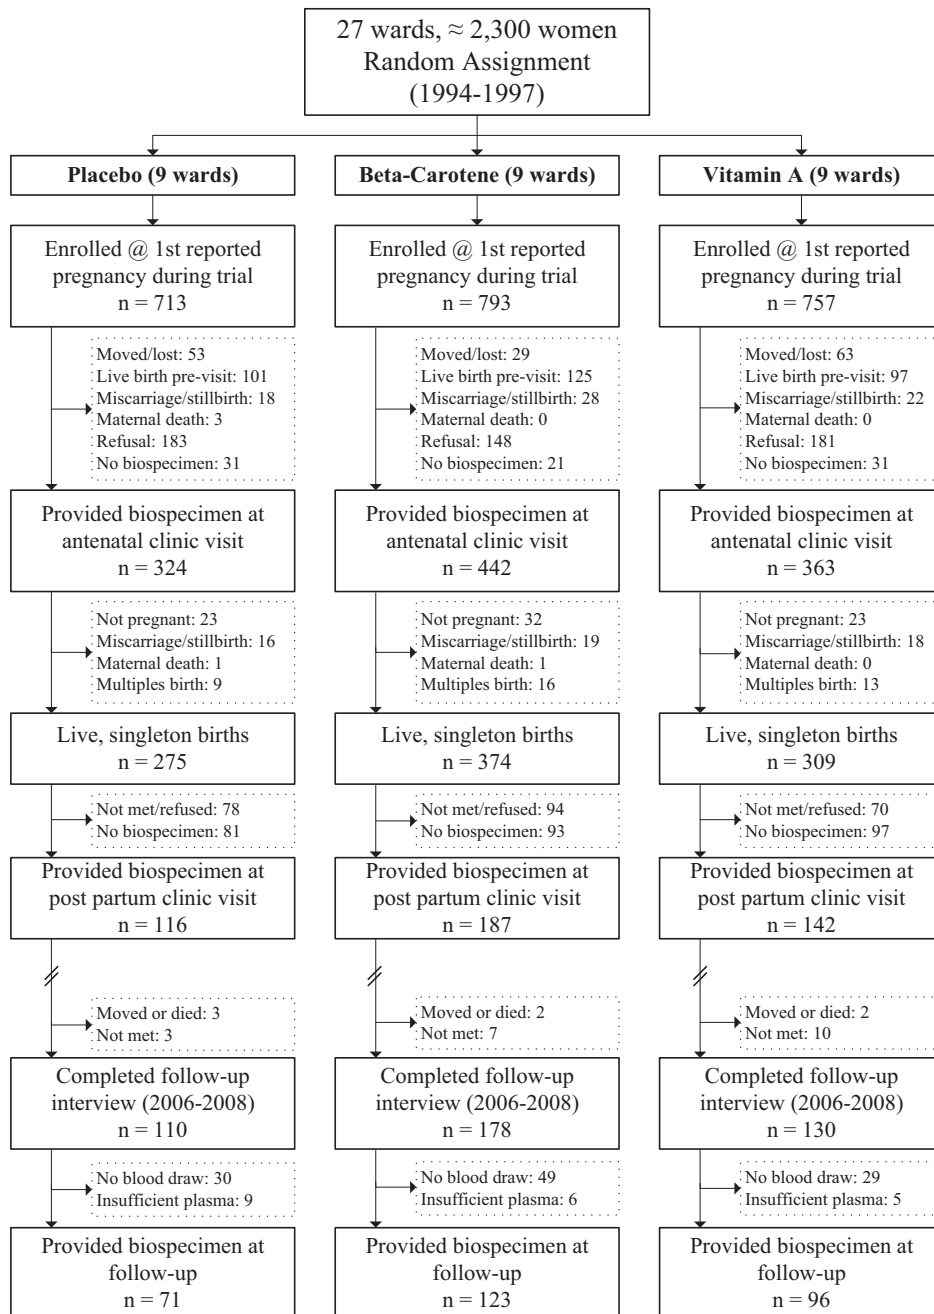 27 wards, ≈ 2,300 women
Random Assignment
(1994-1997)
Placebo (9 wards)
Enrolled @ 1st reported
pregnancy during trial
n = 713
Moved/lost: 53
Live birth pre-visit: 101
Miscarriage/stillbirth: 18
Maternal death: 3
Refusal: 183
No biospecimen: 31
Provided biospecimen at
antenatal clinic visit
n = 324
Not pregnant: 23
Miscarriage/stillbirth: 16
Maternal death: 1
Multiples birth: 9
Live, singleton births
n = 275
Not met/refused: 78
No biospecimen: 81
Provided biospecimen at
post partum clinic visit
n = 116
Moved or died: 3
Not met: 3
Completed follow-up
interview (2006-2008)
n = 110
No blood draw: 30
Insufficient plasma: 9
Provided biospecimen at
follow-up
n = 71
Beta-Carotene (9 wards)
Enrolled @ 1st reported
pregnancy during trial
n = 793
Moved/lost: 29
Live birth pre-visit: 125
Miscarriage/stillbirth: 28
Maternal death: 0
Refusal: 148
No biospecimen: 21
Provided biospecimen at
antenatal clinic visit
n = 442
Not pregnant: 32
Miscarriage/stillbirth: 19
Maternal death: 1
Multiples birth: 16
Live, singleton births
n = 374
Not met/refused: 94
No biospecimen: 93
Provided biospecimen at
post partum clinic visit
n = 187
Moved or died: 2
Not met: 7
Completed follow-up
interview (2006-2008)
n = 178
No blood draw: 49
Insufficient plasma: 6
Provided biospecimen at
follow-up
n = 123
Vitamin A (9 wards)
Enrolled @ 1st reported
pregnancy during trial
n = 757
Moved/lost: 63
Live birth pre-visit: 97
Miscarriage/stillbirth: 22
Maternal death: 0
Refusal: 181
No biospecimen: 31
Provided biospecimen at
antenatal clinic visit
n = 363
Not pregnant: 23
Miscarriage/stillbirth: 18
Maternal death: 0
Multiples birth: 13
Live, singleton births
n = 309
Not met/refused: 70
No biospecimen: 97
Provided biospecimen at
post partum clinic visit
n = 142
Moved or died: 2
Not met: 10
Completed follow-up
interview (2006-2008)
n = 130
No blood draw: 29
Insufficient plasma: 5
Provided biospecimen at
follow-up
n = 96